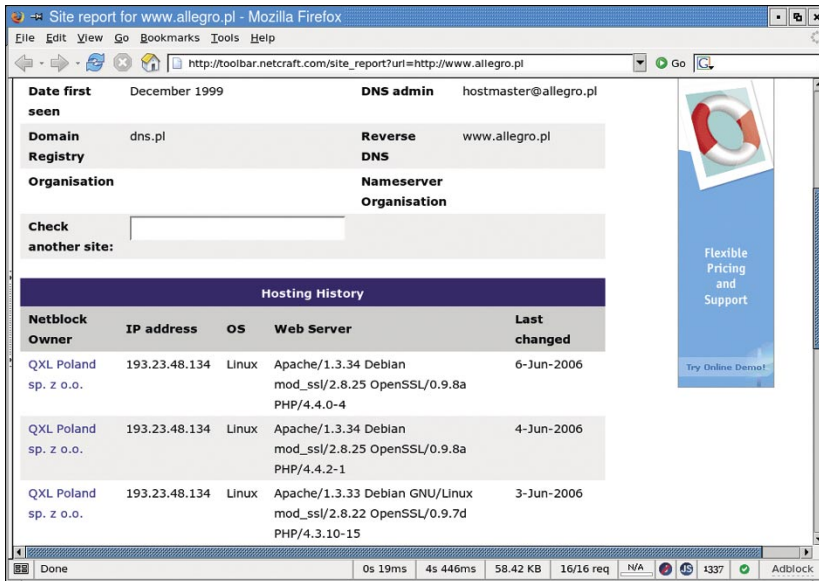 Site report for www.allegro.pl - Mozilla Firefox
File Edit View Go Bookmarks Tools Help
http://toolbar.netcraft.com/site_report?url=http://www.allegro.pl
Go
G
Date first seen December 1999 DNS admin hostmaster@allegro.pl
Domain Registry dns.pl Reverse DNS www.allegro.pl
Organisation Nameserver Organisation
Check another site:
Flexible
Pricing
and
Support
Try Online Demo!
Hosting History
Netblock Owner IP address OS Web Server Last changed
QXL Poland sp. z o.o. 193.23.48.134 Linux Apache/1.3.34 Debian mod_ssl/2.8.25 OpenSSL/0.9.8a PHP/4.4.0-4 6-Jun-2006
QXL Poland sp. z o.o. 193.23.48.134 Linux Apache/1.3.34 Debian mod_ssl/2.8.25 OpenSSL/0.9.8a PHP/4.4.2-1 4-Jun-2006
QXL Poland sp. z o.o. 193.23.48.134 Linux Apache/1.3.33 Debian GNU/Linux mod_ssl/2.8.22 OpenSSL/0.9.7d PHP/4.3.10-15 3-Jun-2006
Done 0s 19ms 4s 446ms 58.42 KB 16/16 req N/A JS 1337 Adblock